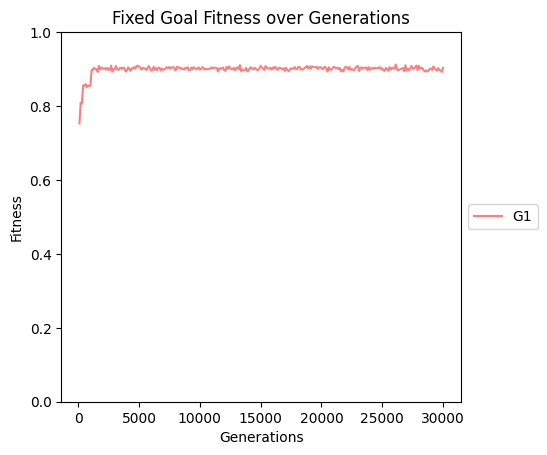 Fixed Goal Fitness over Generations
1.0
0.8
0.6
0.4
0.2
0.0
Fitness
0 5000 10000 15000 20000 25000 30000
Generations
G1